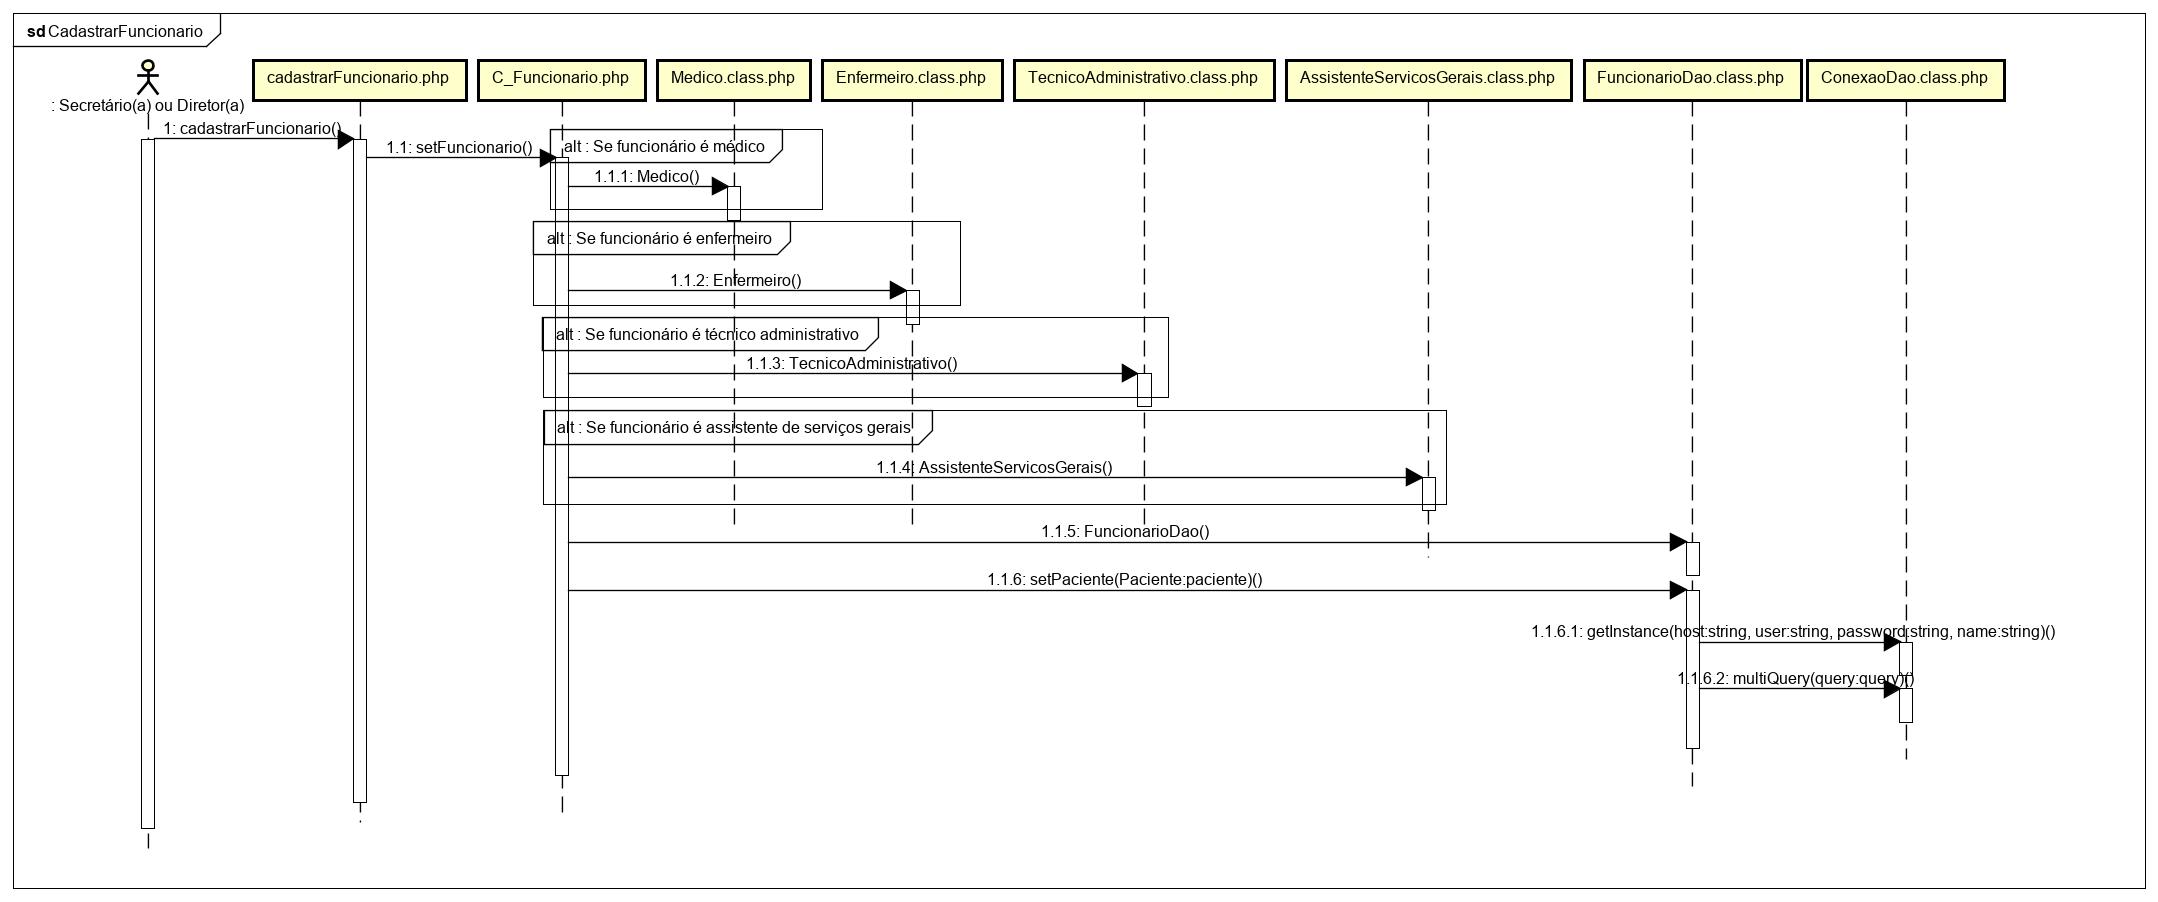 sd CadastrarFuncionario
: Secretário(a) ou Diretor(a)
cadastrarFuncionario.php
C_Funcionario.php
Medico.class.php
Enfermeiro.class.php
TecnicoAdministrativo.class.php
AssistenteServicosGerais.class.php
FuncionarioDao.class.php
ConexaoDao.class.php
1: cadastrarFuncionario()
1.1: setFuncionario()
alt : Se funcionário é médico
1.1.1: Medico()
alt : Se funcionário é enfermeiro
1.1.2: Enfermeiro()
alt : Se funcionário é técnico administrativo
1.1.3: TecnicoAdministrativo()
alt : Se funcionário é assistente de serviços gerais
1.1.4: AssistenteServicosGerais()
1.1.5: FuncionarioDao()
1.1.6: setPaciente(Paciente:paciente)()
1.1.6.1: getInstance(host:string, user:string, password:string, name:string)()
1.1.6.2: multiQuery(query:query)()